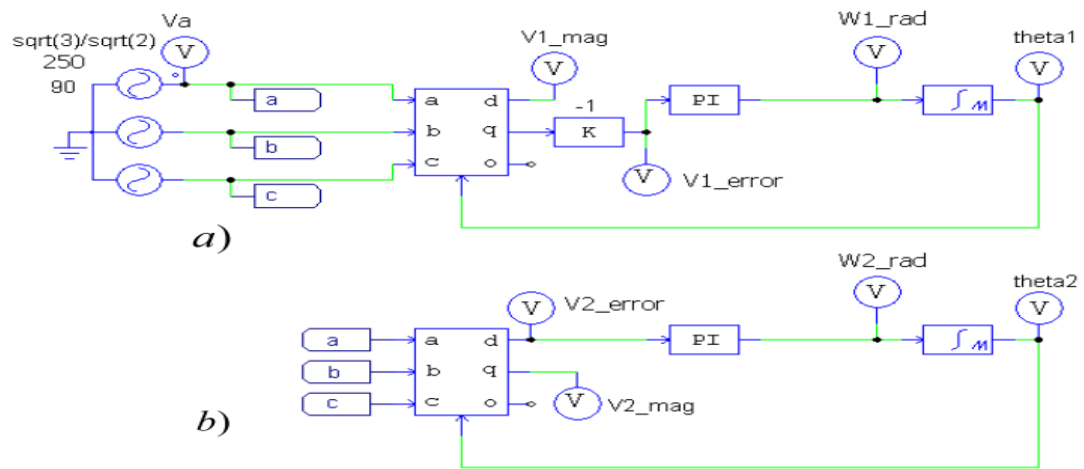 Va
sqrt(3)/sqrt(2)
250
90
V
a
b
c
a
b
c
d
q
o
V1_mag
V
-1
K
V
V1_error
PI
W1_rad
V
theta1
V
∫M
a)
a
b
c
a
b
c
d
q
o
V
V2_error
V
V2_mag
PI
W2_rad
V
theta2
V
∫M
b)